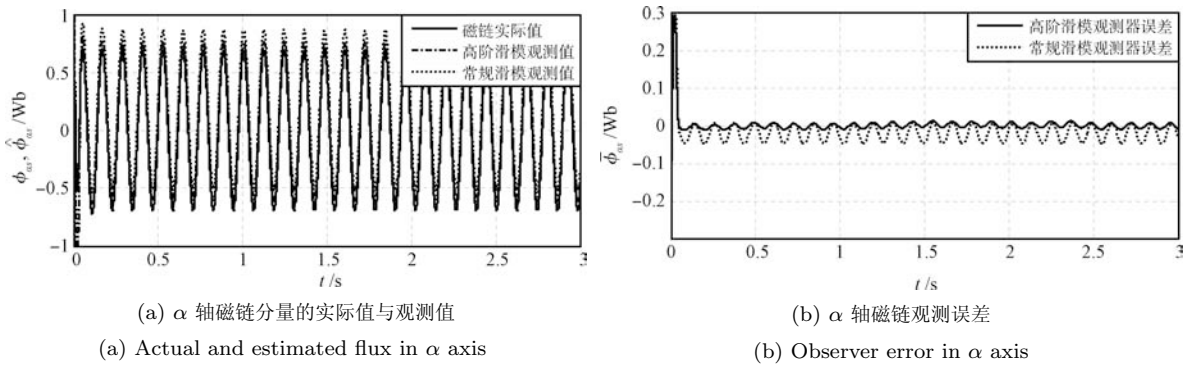 1
0.5
0
−0.5
−1
ϕ_αs, ϕ̂_αs /Wb
磁链实际值
高阶滑模观测值
常规滑模观测值
0 0.5 1 1.5 2 2.5 3
t /s
(a) α 轴磁链分量的实际值与观测值
(a) Actual and estimated flux in α axis
0.3
0.2
0.1
0
−0.1
−0.2
ϕ̄_αs /Wb
高阶滑模观测器误差
常规滑模观测器误差
0 0.5 1 1.5 2 2.5 3
t /s
(b) α 轴磁链观测误差
(b) Observer error in α axis